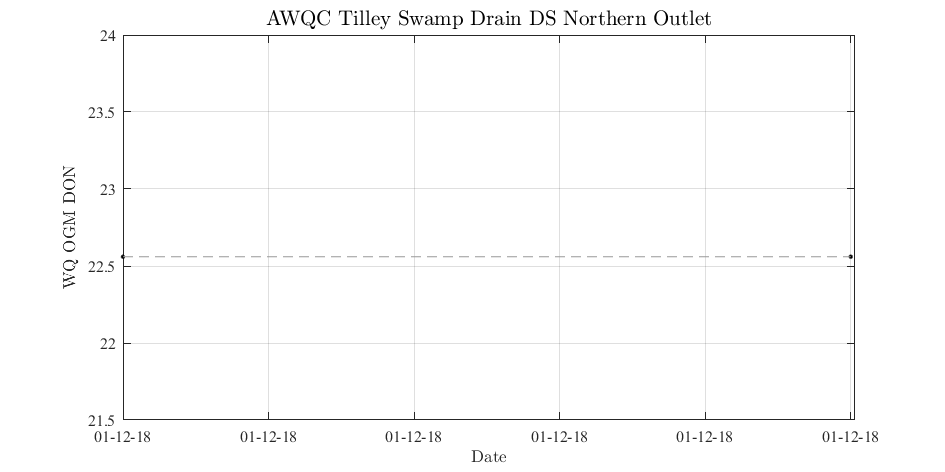 AWQC Tilley Swamp Drain DS Northern Outlet
WQ OGM DON
24
23.5
23
22.5
22
21.5
01-12-18 01-12-18 01-12-18 01-12-18 01-12-18 01-12-18
Date